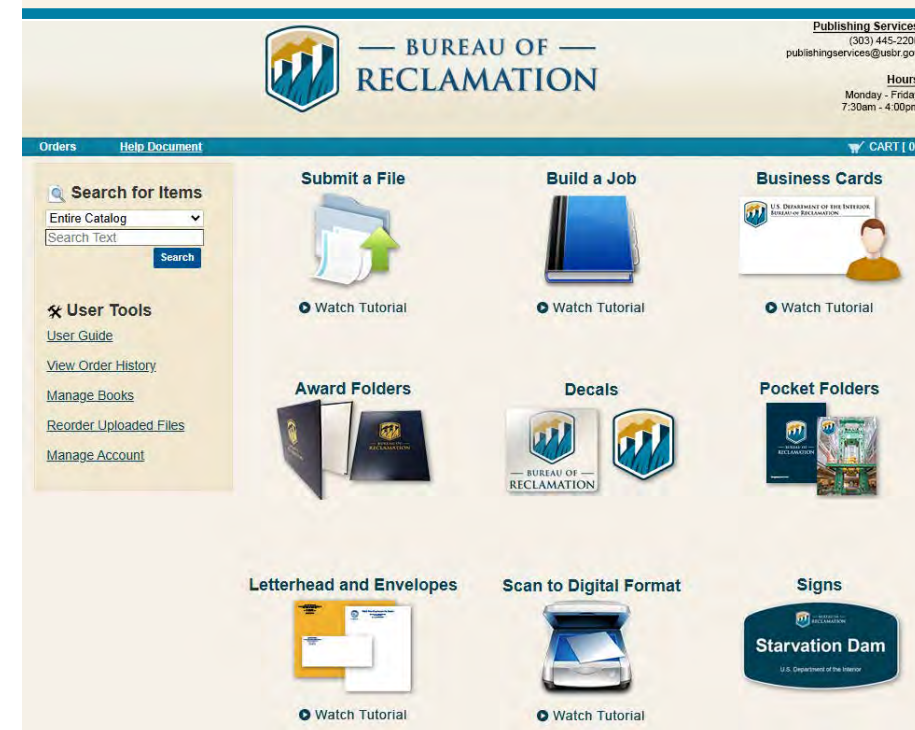 Publishing Services
(303) 445-220
publishingservices@usbr.go
Hours
Monday - Friday
7:30am - 4:00pm
— BUREAU OF —
RECLAMATION
Orders
Help Document
CART [ 0
Search for Items
Entire Catalog
Search Text
Search
User Tools
User Guide
View Order History
Manage Books
Reorder Uploaded Files
Manage Account
Submit a File
Build a Job
Business Cards
U.S. DEPARTMENT OF THE INTERIOR
BUREAU OF RECLAMATION
Watch Tutorial
Watch Tutorial
Watch Tutorial
Award Folders
Decals
Pocket Folders
RECLAMATION
— BUREAU OF —
RECLAMATION
RECLAMATION
Letterhead and Envelopes
Scan to Digital Format
Signs
RECLAMATION
Starvation Dam
U.S. Department of the Interior
Watch Tutorial
Watch Tutorial